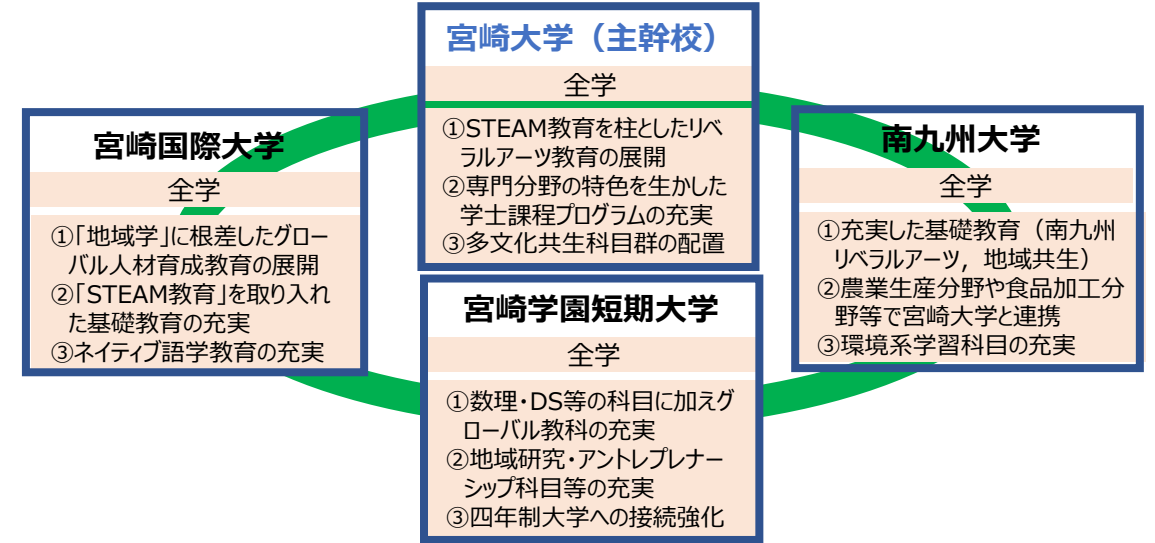 宮崎大学（主幹校）
全学
①STEAM教育を柱としたリベ
ラルアーツ教育の展開
②専門分野の特色を生かした
学士課程プログラムの充実
③多文化共生科目群の配置
宮崎国際大学
全学
①「地域学」に根差したグロー
バル人材育成教育の展開
②「STEAM教育」を取り入れ
た基礎教育の充実
③ネイティブ語学教育の充実
南九州大学
全学
①充実した基礎教育（南九州
リベラルアーツ，地域共生）
②農業生産分野や食品加工分
野等で宮崎大学と連携
③環境系学習科目の充実
宮崎学園短期大学
全学
①数理・DS等の科目に加えグ
ローバル教科の充実
②地域研究・アントレプレナー
シップ科目等の充実
③四年制大学への接続強化